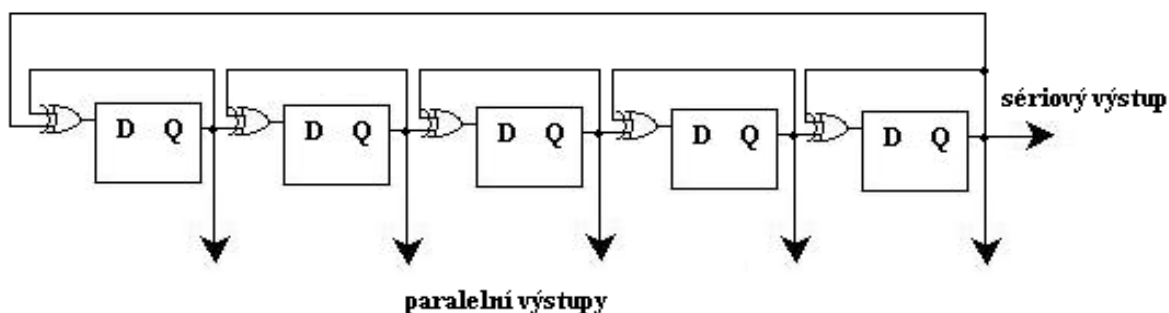 sériový výstup
D Q D Q D Q D Q D Q
paralelní výstupy